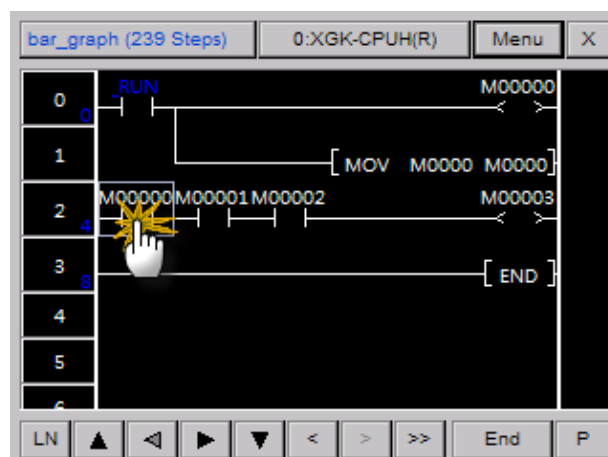 bar_graph (239 Steps) 0:XGK-CPUH(R) Menu X
0 0 _RUN M00000
1 MOV M0000 M0000
2 4 M00000 M00001 M00002 M00003
3 8 END
4
5
6
LN < > >> End P